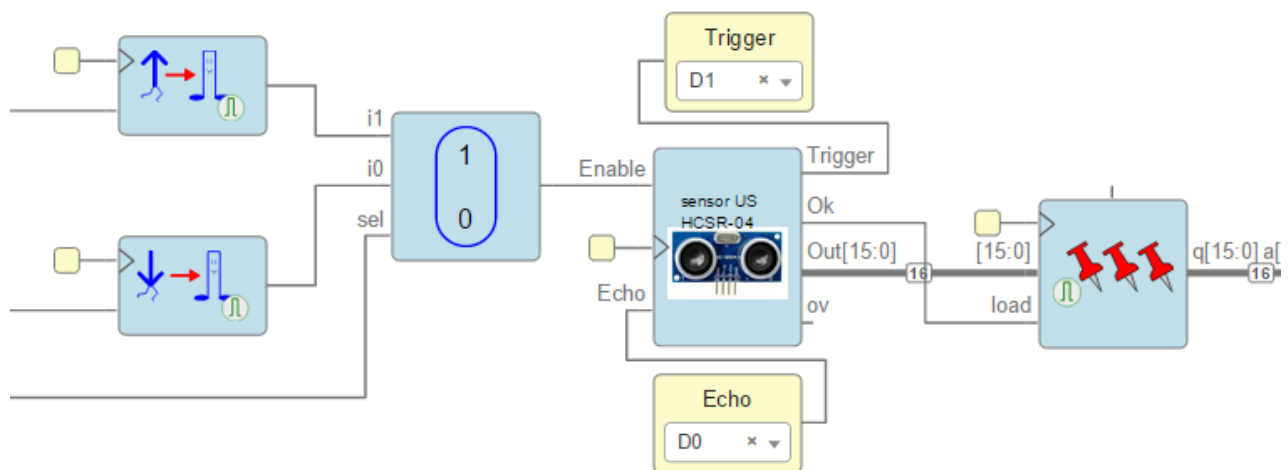 Trigger
D1 × ▾
i1
i0
sel
1
0
Enable
Echo
sensor US
HCSR-04
Trigger
Ok
Out[15:0]
ov
16
[15:0]
load
q[15:0]
a[
16
Echo
D0 × ▾